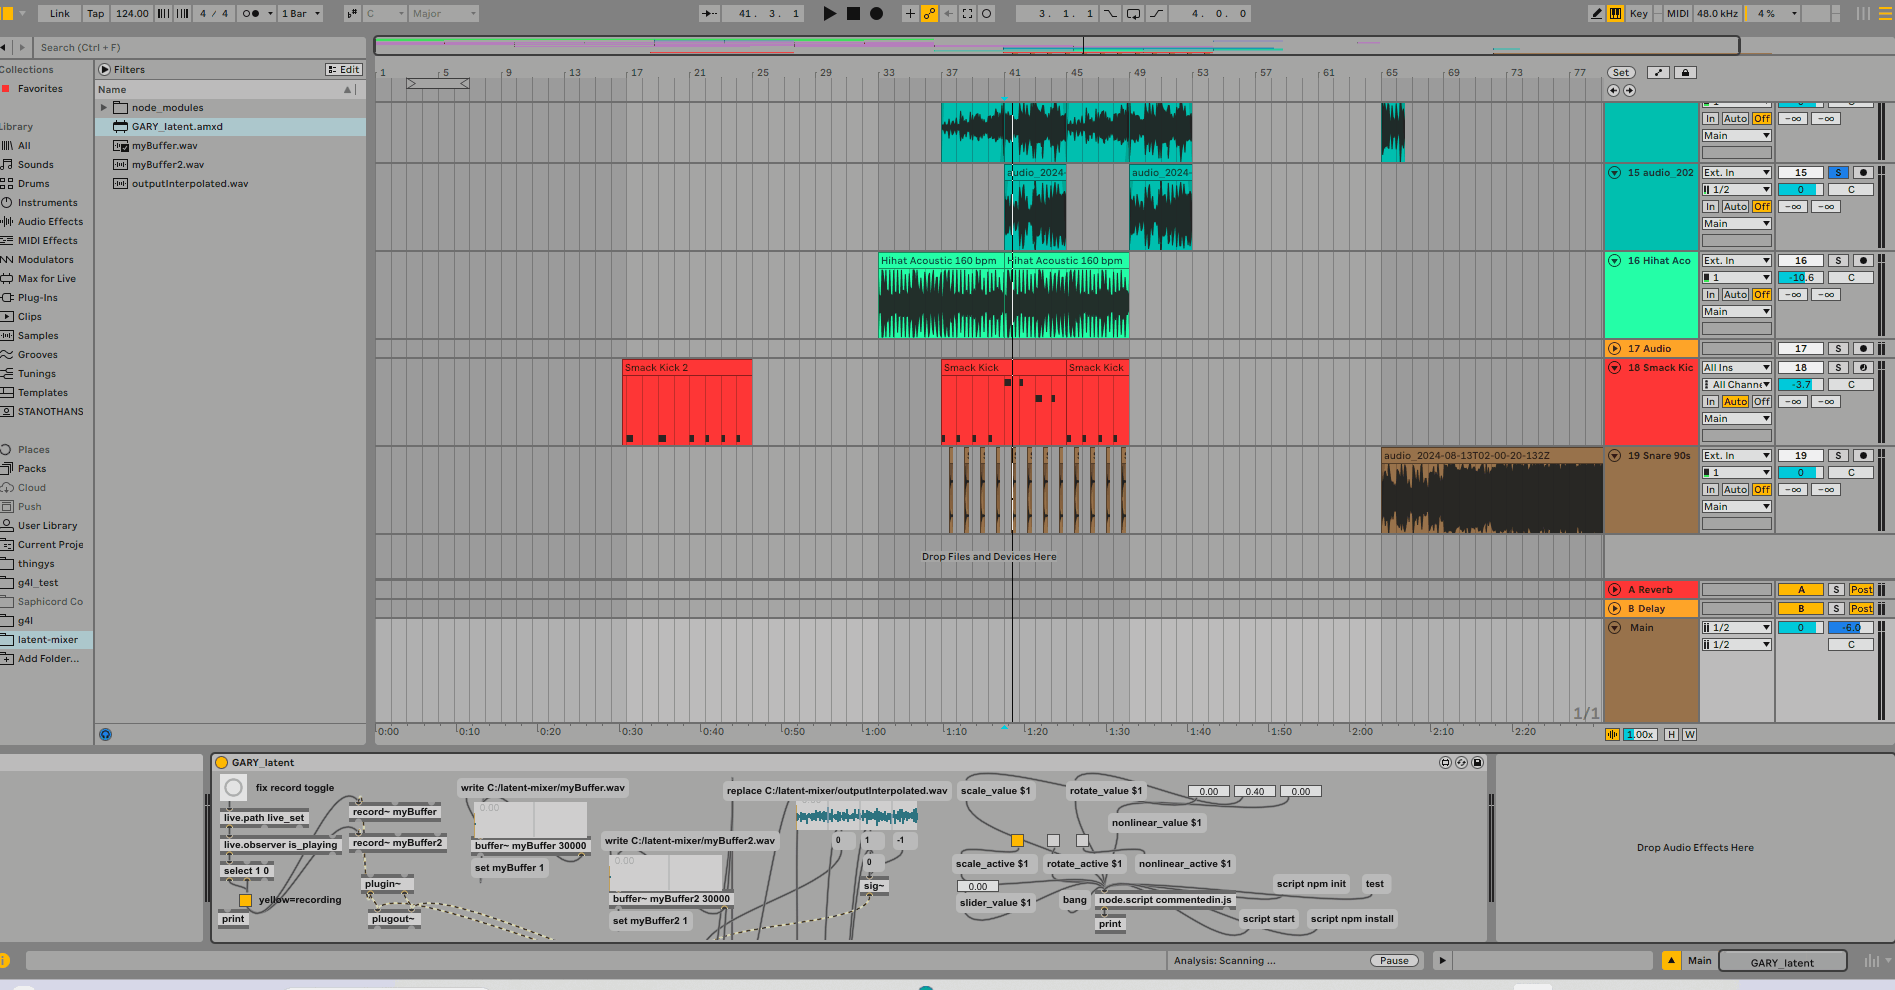 Link Tap 124.00 4 / 4 1 Bar C Major 41. 3. 1 3. 1. 1 4. 0. 0 Key MIDI 48.0 kHz 4 %
Search (Ctrl + F)
Collections
Favorites
Library
All
Sounds
Drums
Instruments
Audio Effects
MIDI Effects
Modulators
Max for Live
Plug-Ins
Clips
Samples
Grooves
Tunings
Templates
STANOTHANS
Places
Packs
Cloud
Push
User Library
Current Proje
thingys
g4l_test
Saphicord Co
g4l
latent-mixer
Add Folder...
Filters Edit
Name
node_modules
GARY_latent.amxd
myBuffer.wav
myBuffer2.wav
outputInterpolated.wav
1 5 9 13 17 21 25 29 33 37 41 45 49 53 57 61 65 69 73 77
Set
In Auto Off -∞ -∞
Main
audio_2024- audio_2024-
15 audio_202 Ext. In 15 S
1/2 0 C
In Auto Off -∞ -∞
Main
Hihat Acoustic 160 bpm Hihat Acoustic 160 bpm
16 Hihat Aco Ext. In 16 S
1 -10.6 C
In Auto Off -∞ -∞
Main
17 Audio 17 S
Smack Kick 2 Smack Kick Smack Kick
18 Smack Kic All Ins 18 S
All Channe -3.7 C
In Auto Off -∞ -∞
Main
audio_2024-08-13T02-00-20-132Z
19 Snare 90s Ext. In 19 S
1 0 C
In Auto Off -∞ -∞
Main
Drop Files and Devices Here
A Reverb A S Post
B Delay B S Post
Main 1/2 0 -6.0
1/2 C
1/1
0:00 0:10 0:20 0:30 0:40 0:50 1:00 1:10 1:20 1:30 1:40 1:50 2:00 2:10 2:20
1.00x H W
GARY_latent
fix record toggle
live.path live_set
live.observer is_playing
select 1 0
yellow=recording
print
record~ myBuffer
record~ myBuffer2
plugin~
plugout~
write C:/latent-mixer/myBuffer.wav
0.00
buffer~ myBuffer 30000
set myBuffer 1
write C:/latent-mixer/myBuffer2.wav
0.00
buffer~ myBuffer2 30000
set myBuffer2 1
replace C:/latent-mixer/outputInterpolated.wav
0 1 -1
0
sig~
scale_value $1 rotate_value $1 0.00 0.40 0.00
nonlinear_value $1
scale_active $1 rotate_active $1 nonlinear_active $1
0.00
slider_value $1
bang
node.script commentedin.js
print
script npm init test
script start script npm install
Drop Audio Effects Here
Analysis: Scanning ... Pause Main GARY_latent